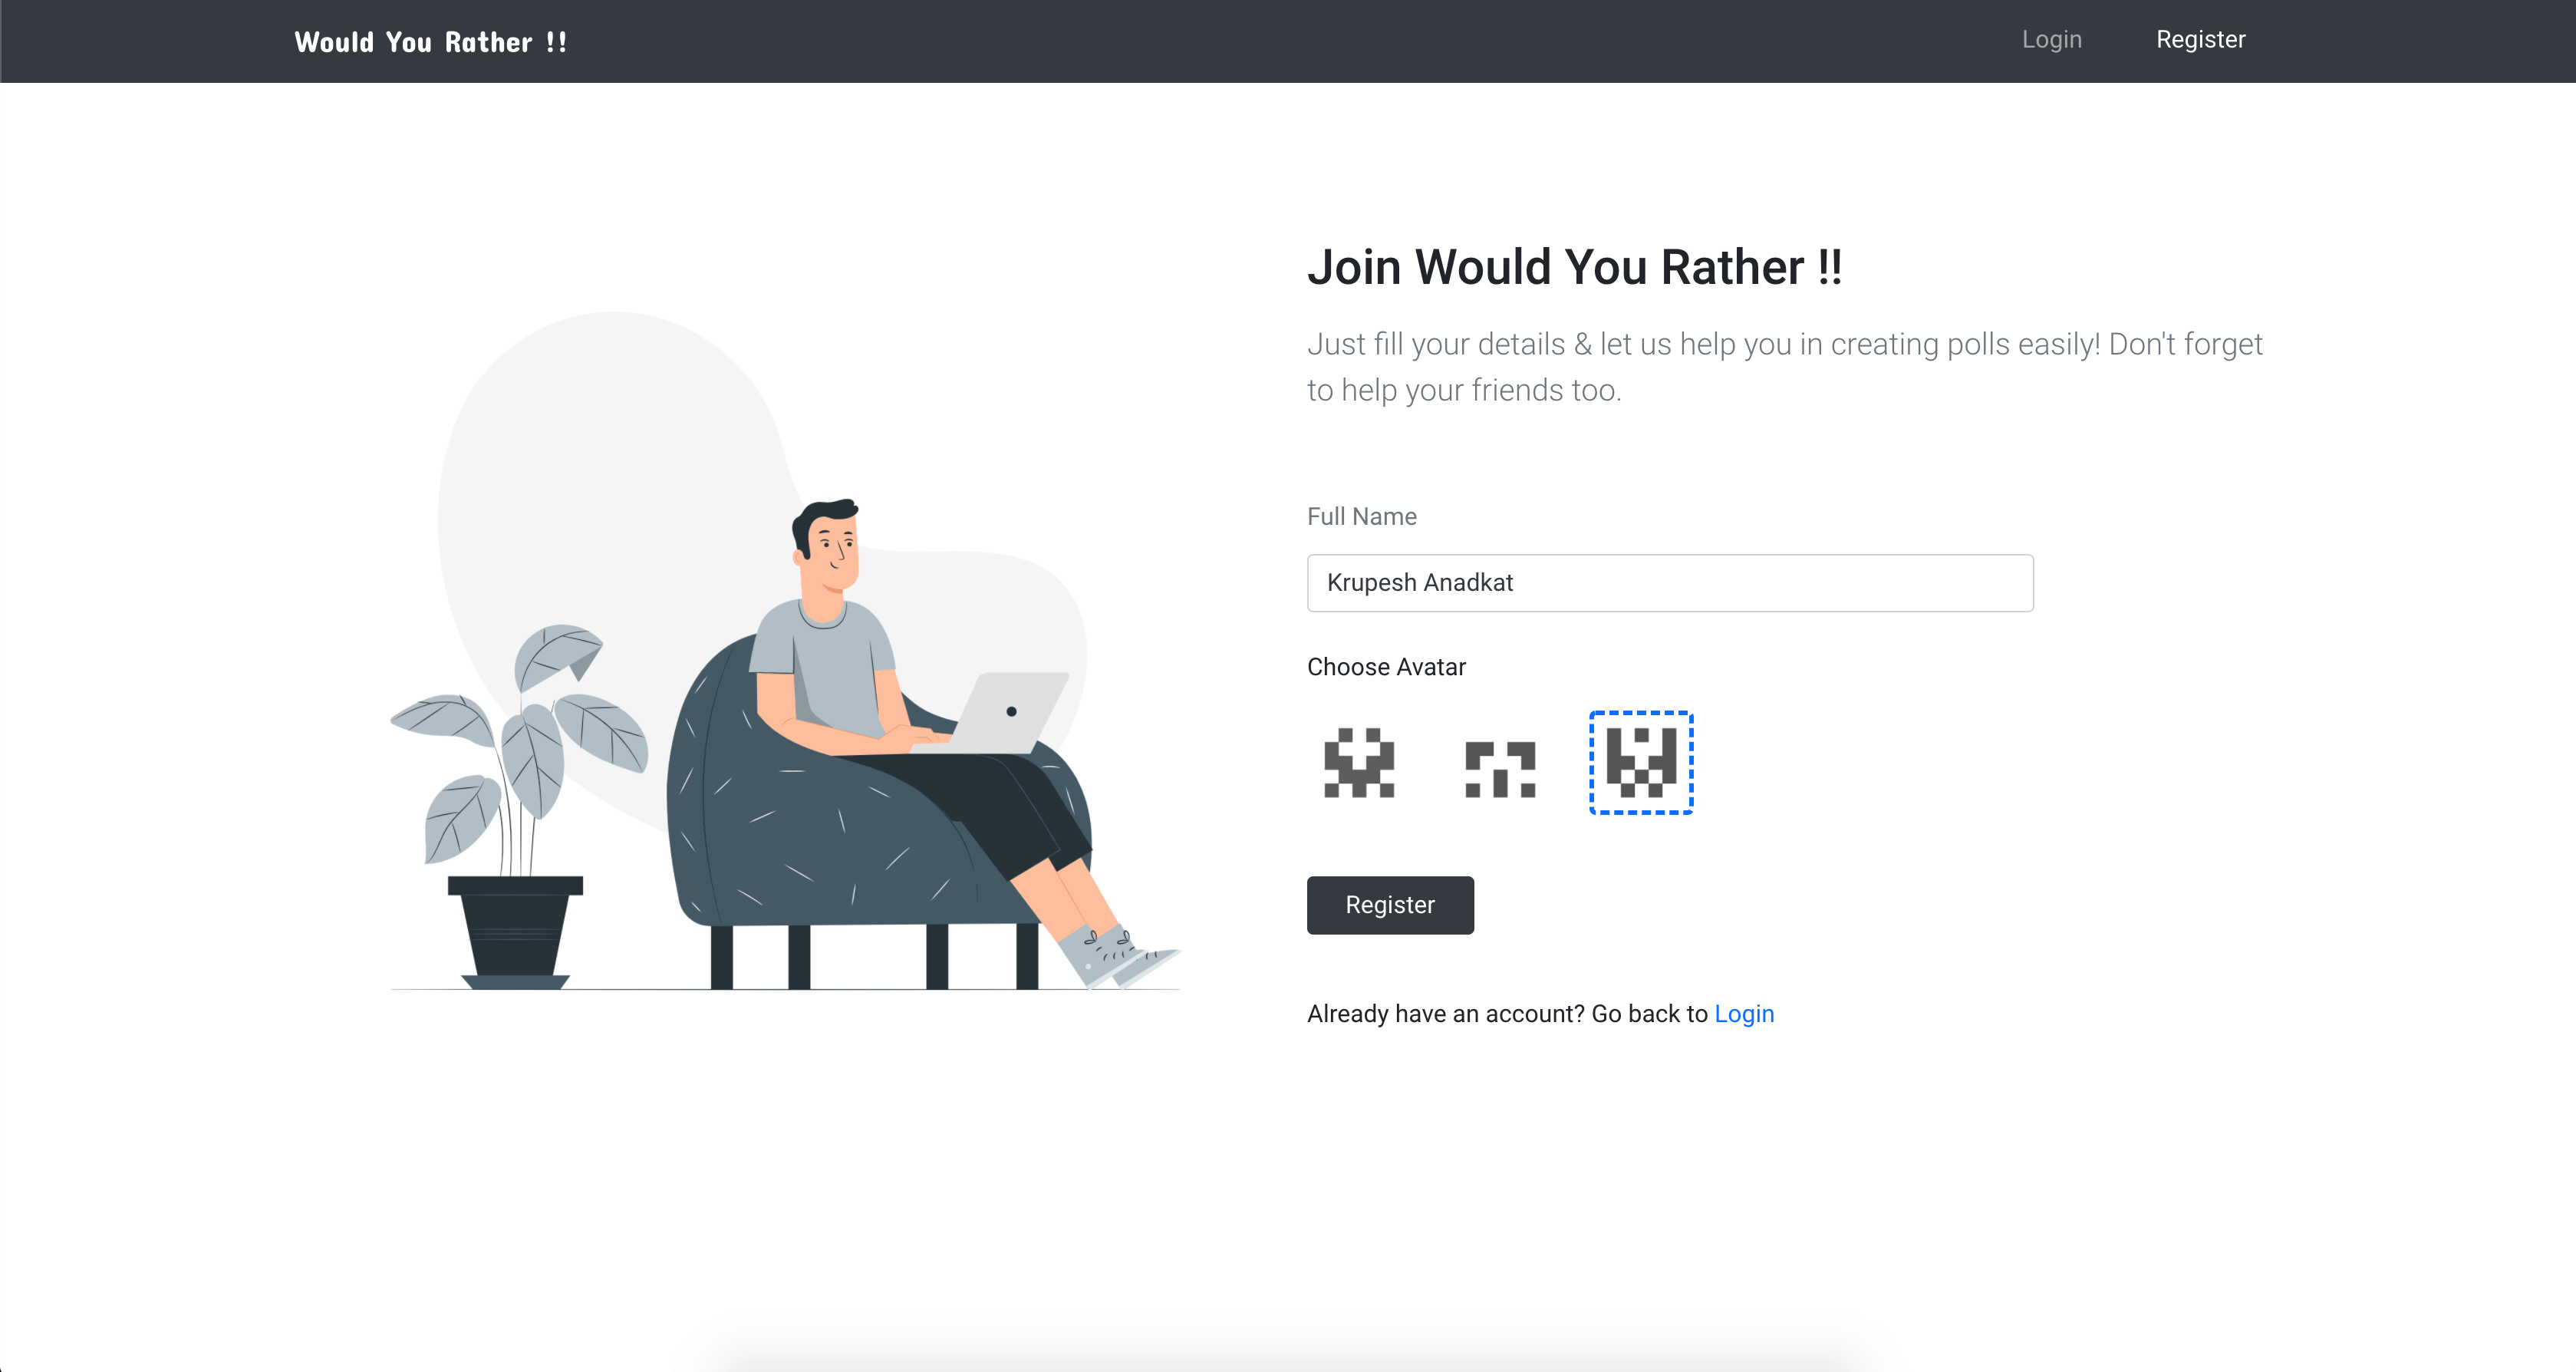 Would You Rather !!
Login
Register
Join Would You Rather !!
Just fill your details & let us help you in creating polls easily! Don't forget
to help your friends too.
Full Name
Krupesh Anadkat
Choose Avatar
Register
Already have an account? Go back to Login